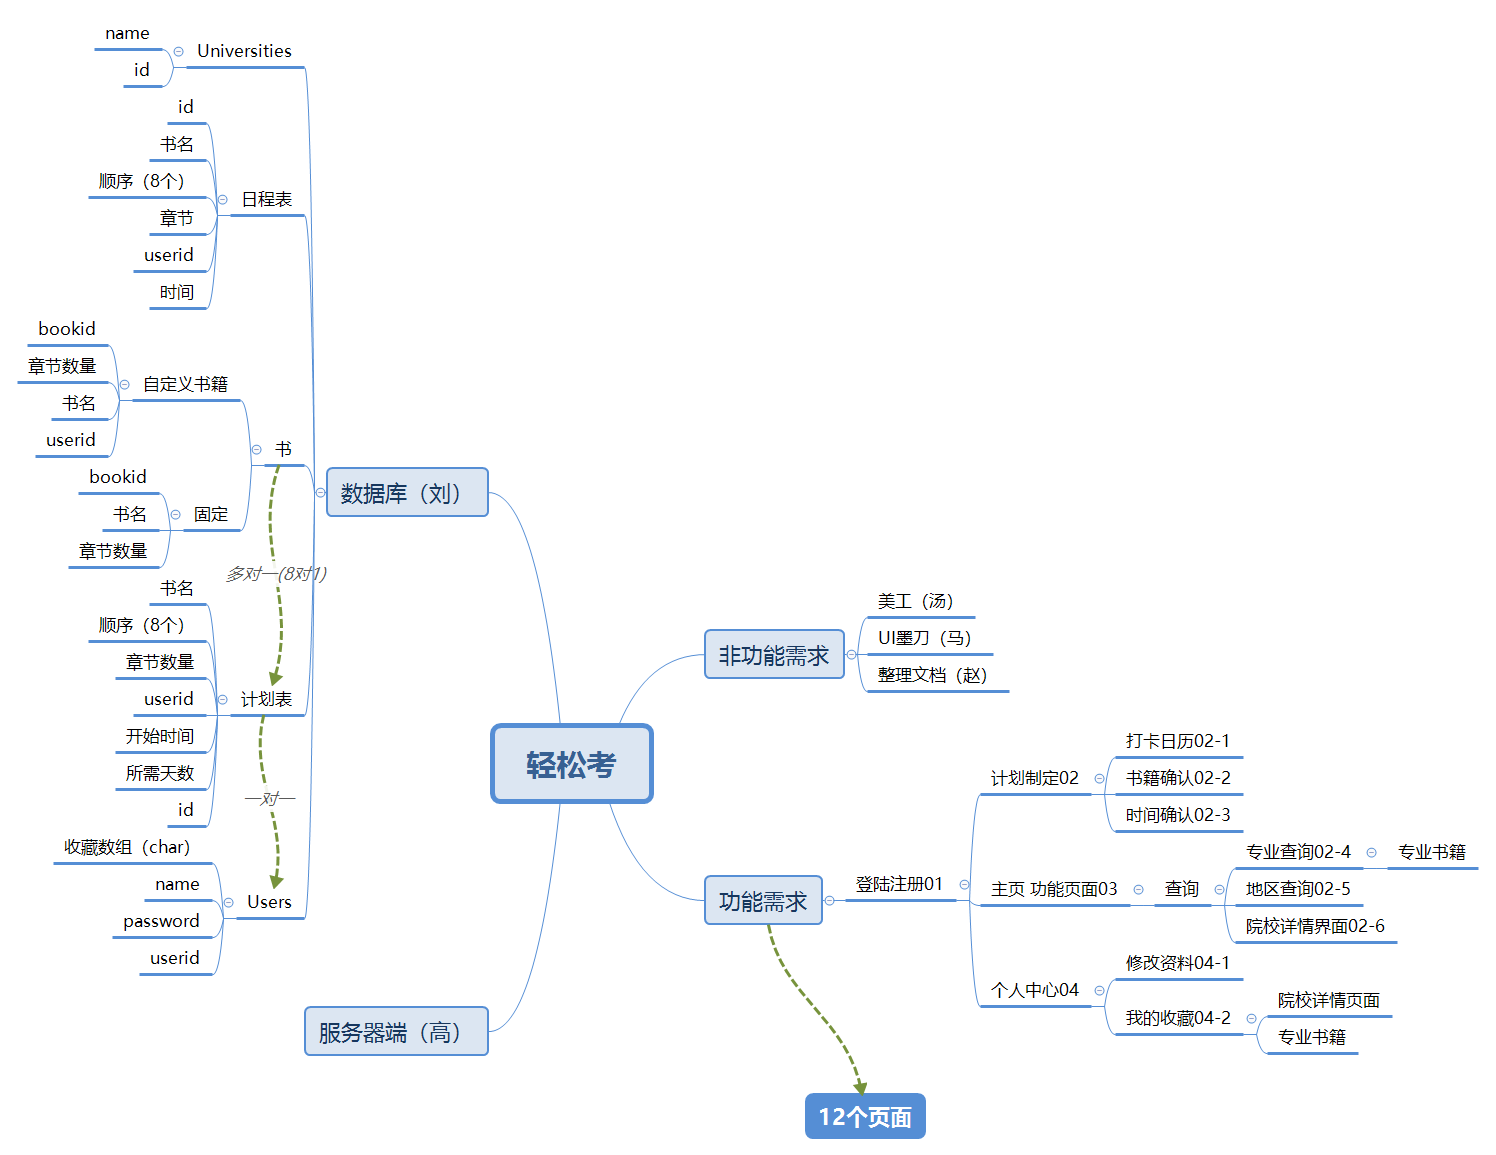 轻松考
数据库（刘）
Universities
name
id
日程表
id
书名
顺序（8个）
章节
userid
时间
书
自定义书籍
bookid
章节数量
书名
userid
固定
bookid
书名
章节数量
多对一(8对1)
计划表
书名
顺序（8个）
章节数量
userid
开始时间
所需天数
id
一对一
Users
收藏数组（char）
name
password
userid
服务器端（高）
非功能需求
美工（汤）
UI墨刀（马）
整理文档（赵）
功能需求
登陆注册01
计划制定02
打卡日历02-1
书籍确认02-2
时间确认02-3
主页 功能页面03
查询
专业查询02-4
专业书籍
地区查询02-5
院校详情界面02-6
个人中心04
修改资料04-1
我的收藏04-2
院校详情页面
专业书籍
12个页面